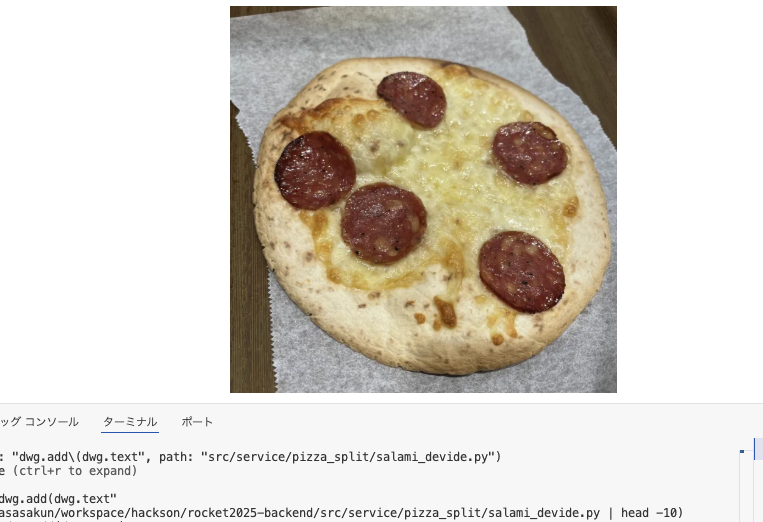 ッグ コンソール ターミナル ポート
: "dwg.add\(dwg.text", path: "src/service/pizza_split/salami_devide.py")
e (ctrl+r to expand)
dwg.add(dwg.text"
asasakun/workspace/hackson/rocket2025-backend/src/service/pizza_split/salami_devide.py | head -10)